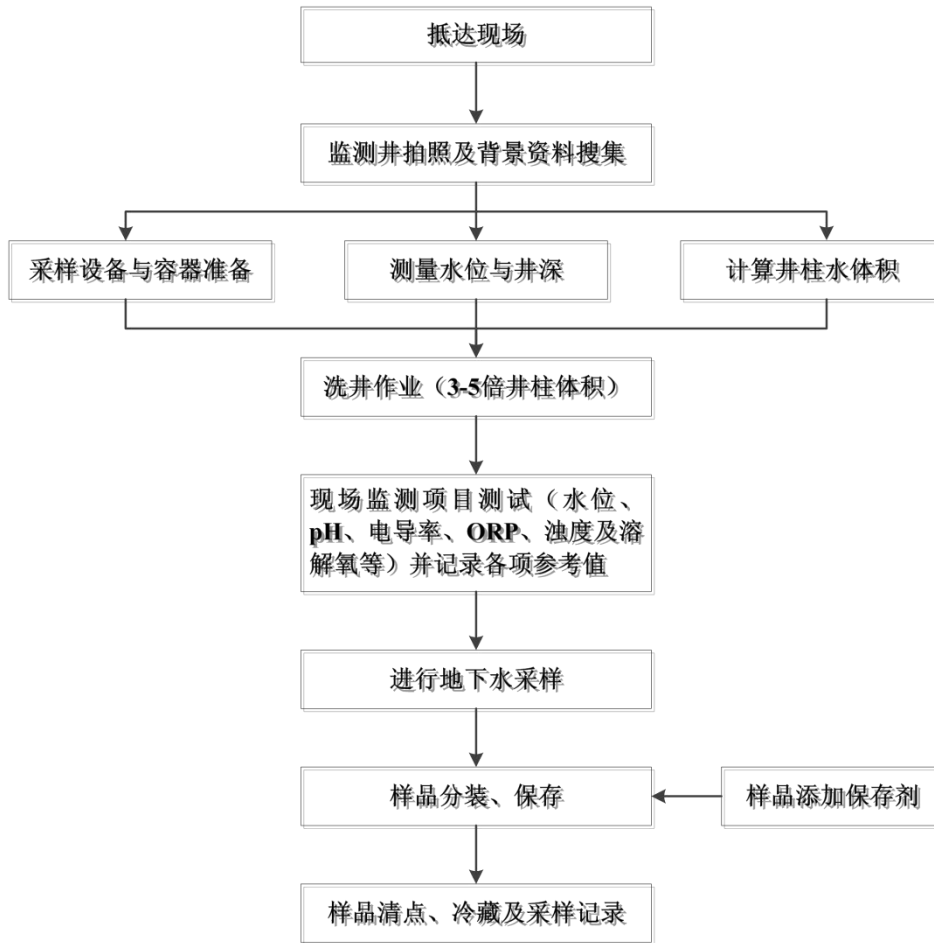 抵达现场
监测井拍照及背景资料搜集
采样设备与容器准备
测量水位与井深
计算井柱水体积
洗井作业（3-5倍井柱体积）
现场监测项目测试（水位、
pH、电导率、ORP、浊度及溶
解氧等）并记录各项参考值
进行地下水采样
样品分装、保存
样品添加保存剂
样品清点、冷藏及采样记录